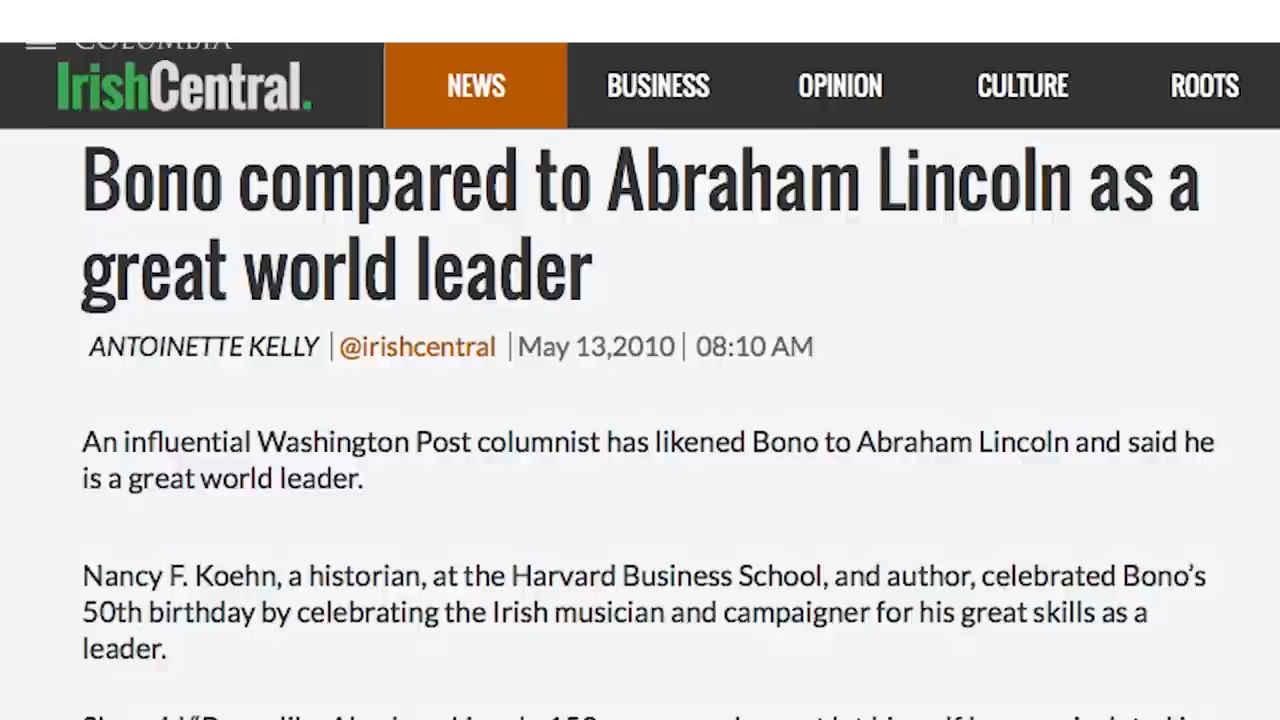 COLUMBIA
IrishCentral.
NEWS BUSINESS OPINION CULTURE ROOTS
Bono compared to Abraham Lincoln as a
great world leader
ANTOINETTE KELLY | @irishcentral | May 13,2010 | 08:10 AM
An influential Washington Post columnist has likened Bono to Abraham Lincoln and said he
is a great world leader.
Nancy F. Koehn, a historian, at the Harvard Business School, and author, celebrated Bono’s
50th birthday by celebrating the Irish musician and campaigner for his great skills as a
leader.